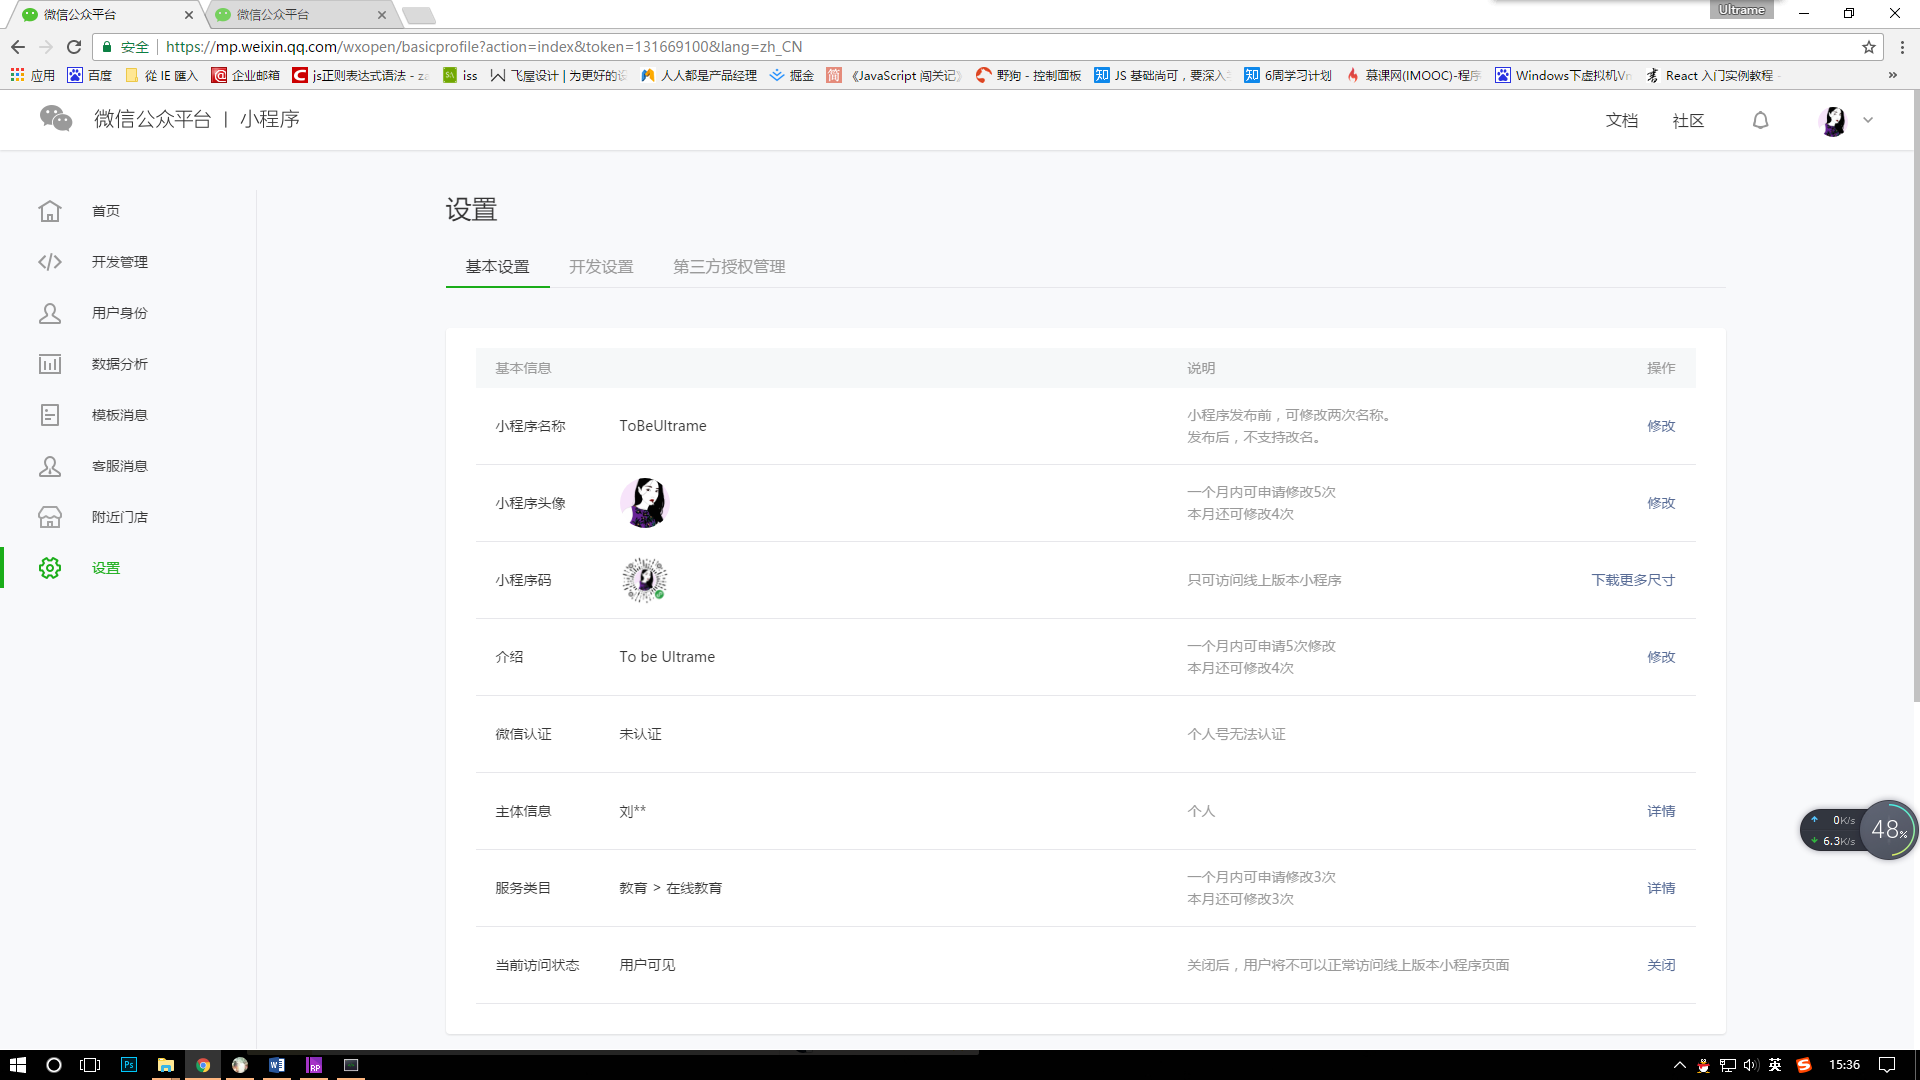 微信公众平台
微信公众平台
Ultrame
安全
https://mp.weixin.qq.com/wxopen/basicprofile?action=index&token=131669100&lang=zh_CN
应用 百度 從 IE 匯入 企业邮箱 js正则表达式语法 - za iss 飞屋设计 | 为更好的设 人人都是产品经理 掘金 《JavaScript 闯关记》 野狗 - 控制面板 JS 基础尚可，要深入 6周学习计划 慕课网(IMOOC)-程序 Windows下虚拟机Vm React 入门实例教程 -
微信公众平台 | 小程序
文档 社区
首页
开发管理
用户身份
数据分析
模板消息
客服消息
附近门店
设置
设置
基本设置 开发设置 第三方授权管理
基本信息 说明 操作
小程序名称 ToBeUltrame 小程序发布前，可修改两次名称。 修改
发布后，不支持改名。
小程序头像 一个月内可申请修改5次 修改
本月还可修改4次
小程序码 只可访问线上版本小程序 下载更多尺寸
介绍 To be Ultrame 一个月内可申请5次修改 修改
本月还可修改4次
微信认证 未认证 个人号无法认证
主体信息 刘** 个人 详情
服务类目 教育 > 在线教育 一个月内可申请修改3次 详情
本月还可修改3次
当前访问状态 用户可见 关闭后，用户将不可以正常访问线上版本小程序页面 关闭
0K/s
6.3K/s
48%
Ps
RP
英
15:36